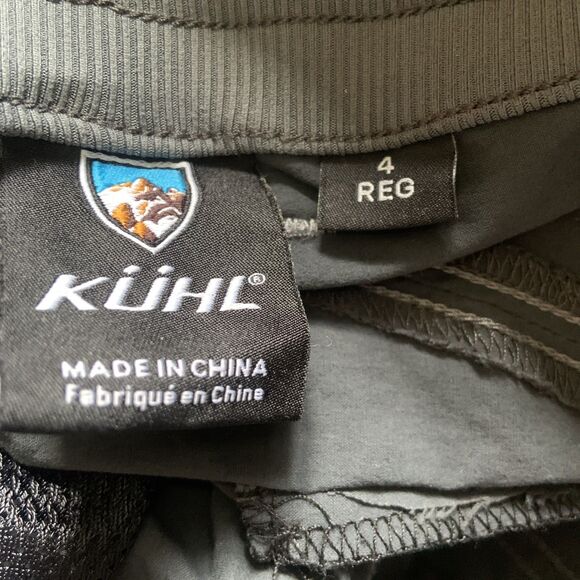 4
REG
KÜHL®
MADE IN CHINA
Fabriqué en Chine